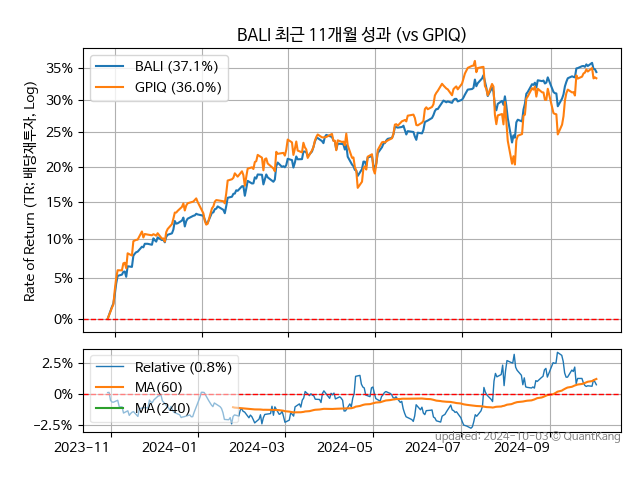 BALI 최근 11개월 성과 (vs GPIQ)
Rate of Return (TR; 배당재투자, Log)
BALI (37.1%)
GPIQ (36.0%)
35%
30%
25%
20%
15%
10%
5%
0%
Relative (0.8%)
MA(60)
MA(240)
2.5%
0%
−2.5%
2023-11 2024-01 2024-03 2024-05 2024-07 2024-09
updated: 2024-10-03 © QuantKang